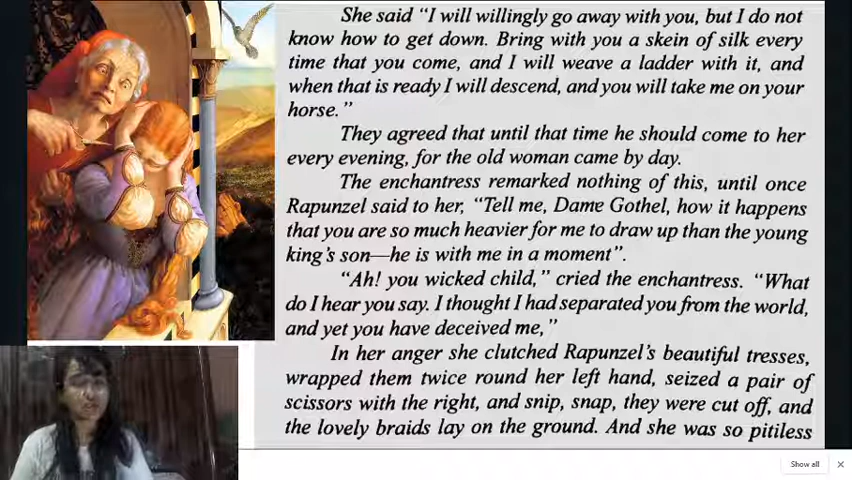 She said “I will willingly go away with you, but I do not
know how to get down. Bring with you a skein of silk every
time that you come, and I will weave a ladder with it, and
when that is ready I will descend, and you will take me on your
horse.”
They agreed that until that time he should come to her
every evening, for the old woman came by day.
The enchantress remarked nothing of this, until once
Rapunzel said to her, “Tell me, Dame Gothel, how it happens
that you are so much heavier for me to draw up than the young
king's son—he is with me in a moment”.
“Ah! you wicked child,” cried the enchantress. “What
do I hear you say. I thought I had separated you from the world,
and yet you have deceived me,”
In her anger she clutched Rapunzel's beautiful tresses,
wrapped them twice round her left hand, seized a pair of
scissors with the right, and snip, snap, they were cut off, and
the lovely braids lay on the ground. And she was so pitiless
Show all